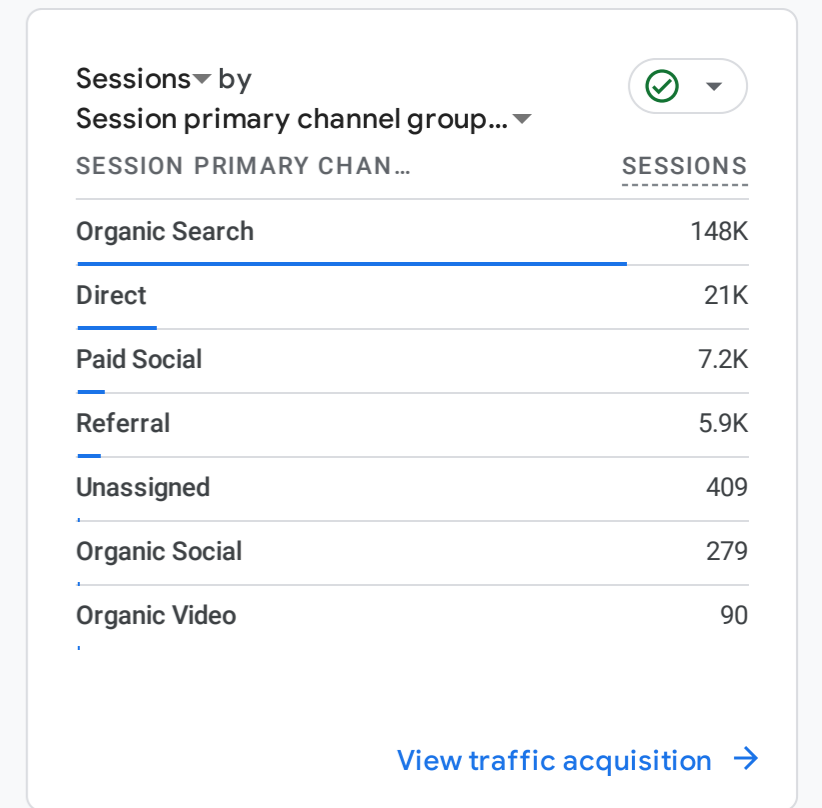 Sessions by
Session primary channel group...
SESSION PRIMARY CHAN... SESSIONS
Organic Search 148K
Direct 21K
Paid Social 7.2K
Referral 5.9K
Unassigned 409
Organic Social 279
Organic Video 90
View traffic acquisition